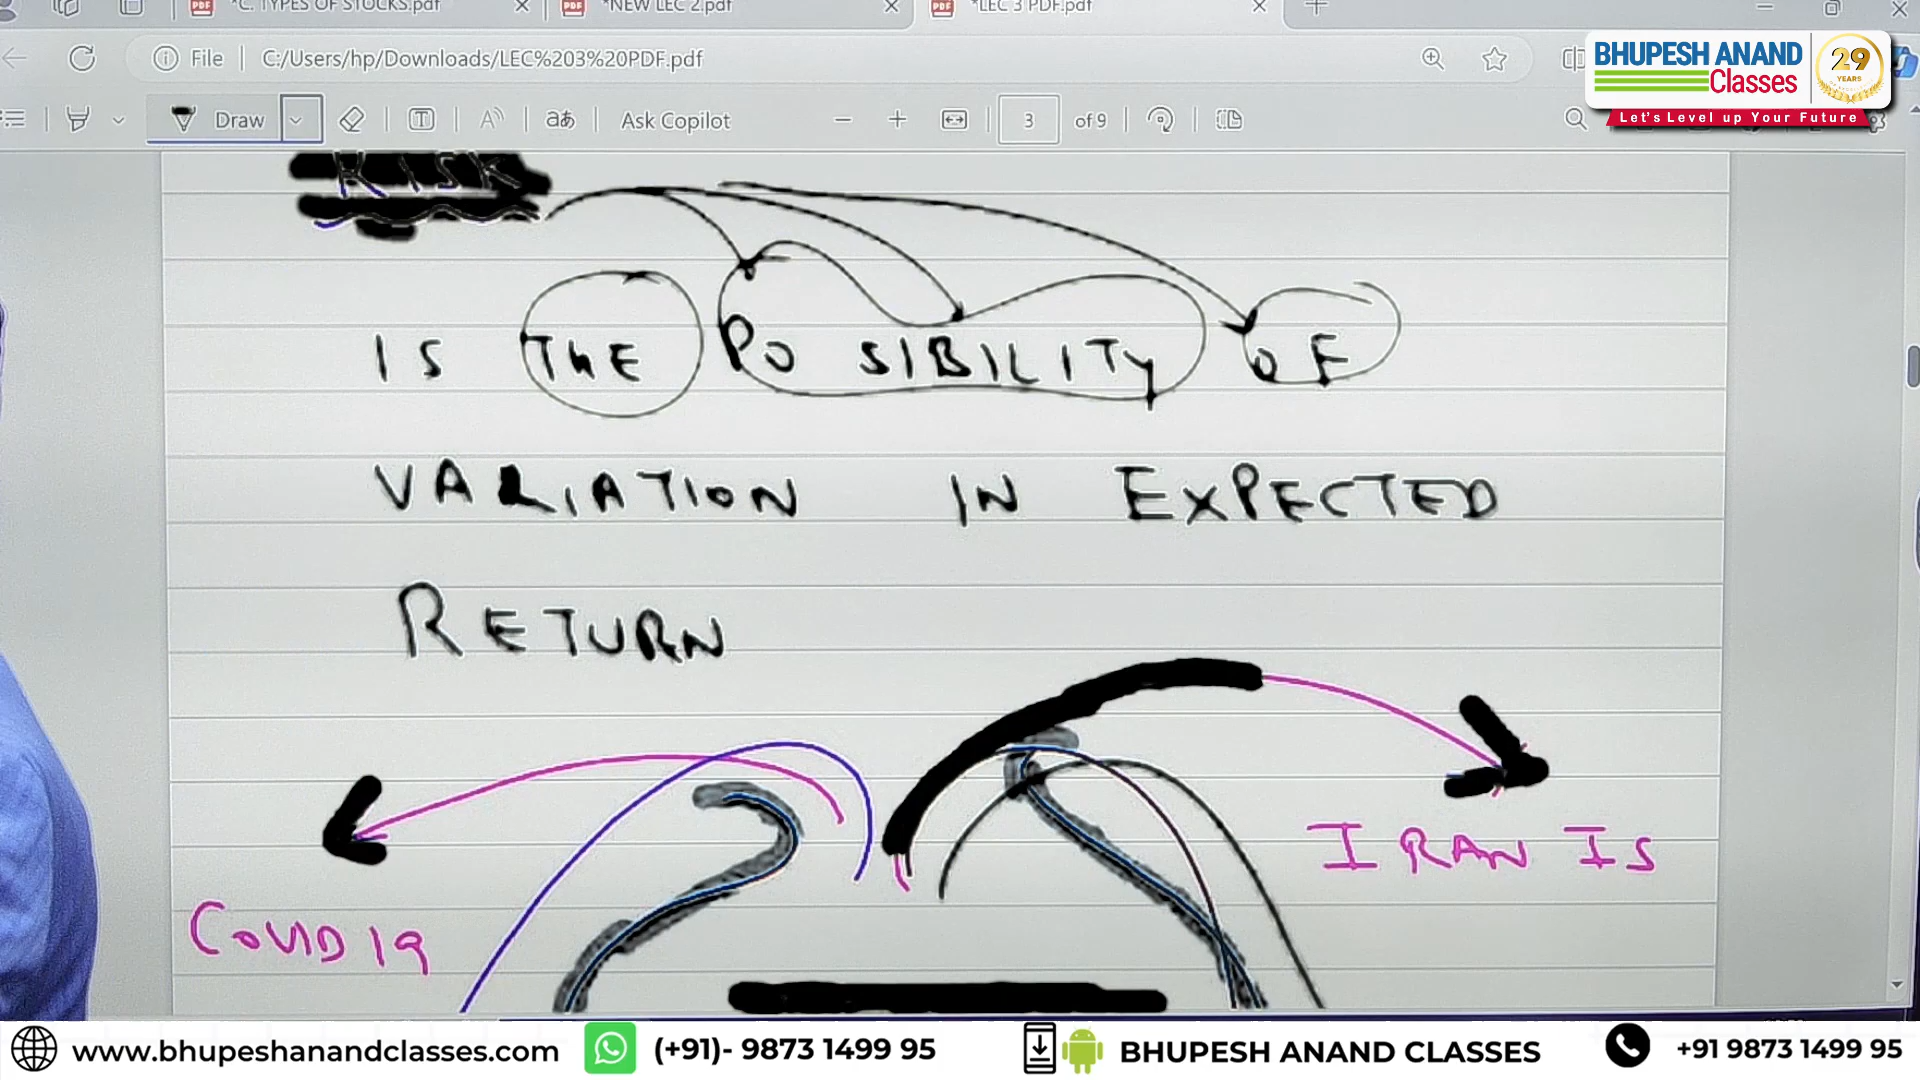 *C. TYPES OF STOCKS.pdf
*NEW LEC 2.pdf
*LEC 3 PDF.pdf
File C:/Users/hp/Downloads/LEC%203%20PDF.pdf
Draw Ask Copilot 3 of 9
BHUPESH ANAND
Classes
29
YEARS
Let's Level up Your Future
RISK
IS THE POSIBILITY OF
VARIATION IN EXPECTED
RETURN
IRAN IS
COVID 19
www.bhupeshanandclasses.com (+91)- 9873 1499 95 BHUPESH ANAND CLASSES +91 9873 1499 95